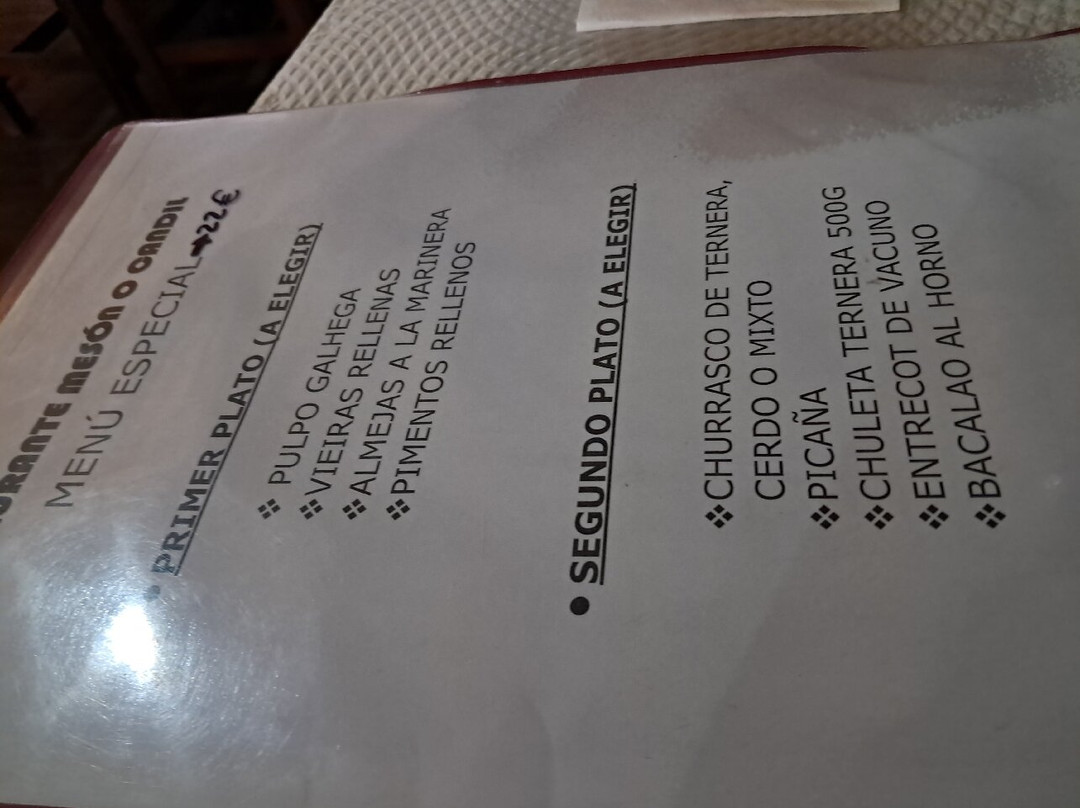 MESÓN O CANDIL
MENÚ ESPECIAL➔22€
• PRIMER PLATO (A ELEGIR)
❖ PULPO GALHEGA
❖ VIEIRAS RELLENAS
❖ ALMEJAS A LA MARINERA
❖ PIMENTOS RELLENOS
• SEGUNDO PLATO (A ELEGIR)
❖ CHURRASCO DE TERNERA,
CERDO O MIXTO
❖ PICAÑA
❖ CHULETA TERNERA 500G
❖ ENTRECOT DE VACUNO
❖ BACALAO AL HORNO